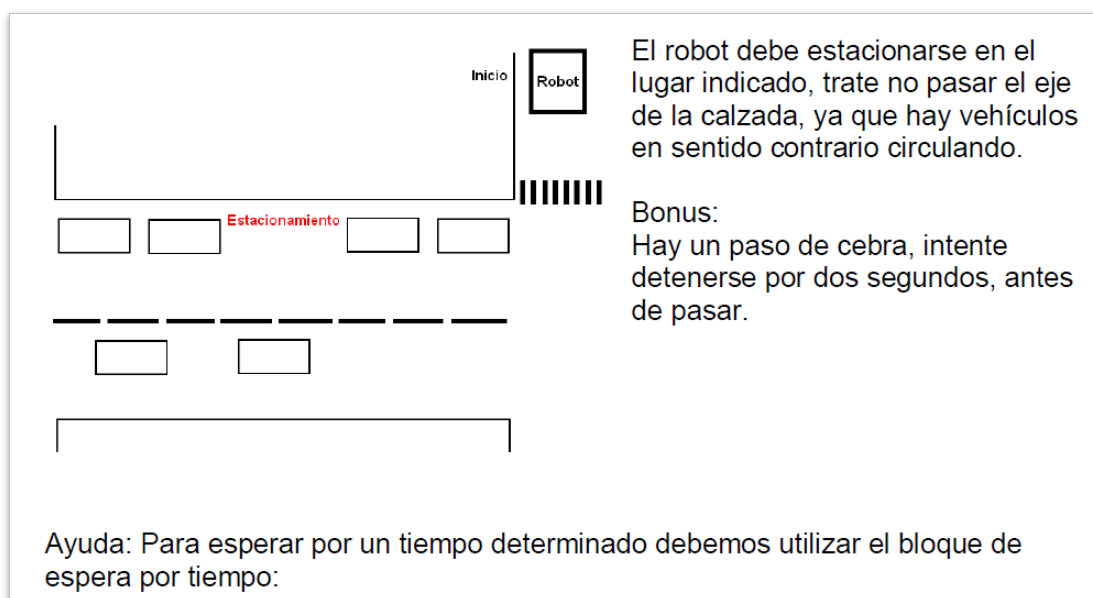 Inicio
Robot
El robot debe estacionarse en el
lugar indicado, trate no pasar el eje
de la calzada, ya que hay vehículos
en sentido contrario circulando.
Estacionamiento
Bonus:
Hay un paso de cebra, intente
detenerse por dos segundos, antes
de pasar.
Ayuda: Para esperar por un tiempo determinado debemos utilizar el bloque de
espera por tiempo: